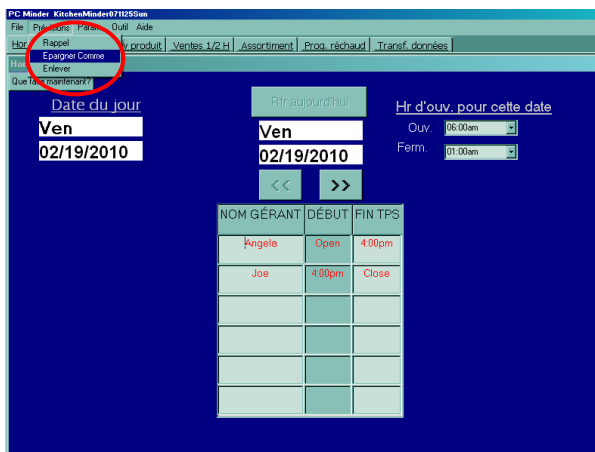 PC Minder KitchenMinder071125Sun
File Prévisions Param Outil Aide
Rappel
Epargner Comme
Enlever
Hor y produit Ventes 1/2 H Assortiment Prog. réchaud Transf. données
Hor
Que faire maintenant?
Date du jour
Ven
02/19/2010
Rtr aujourd'hui
Ven
02/19/2010
<< >>
Hr d'ouv. pour cette date
Ouv. 06:00am
Ferm. 01:00am
NOM GÉRANT DÉBUT FIN TPS
Angela Open 4:00pm
Joe 4:00pm Close